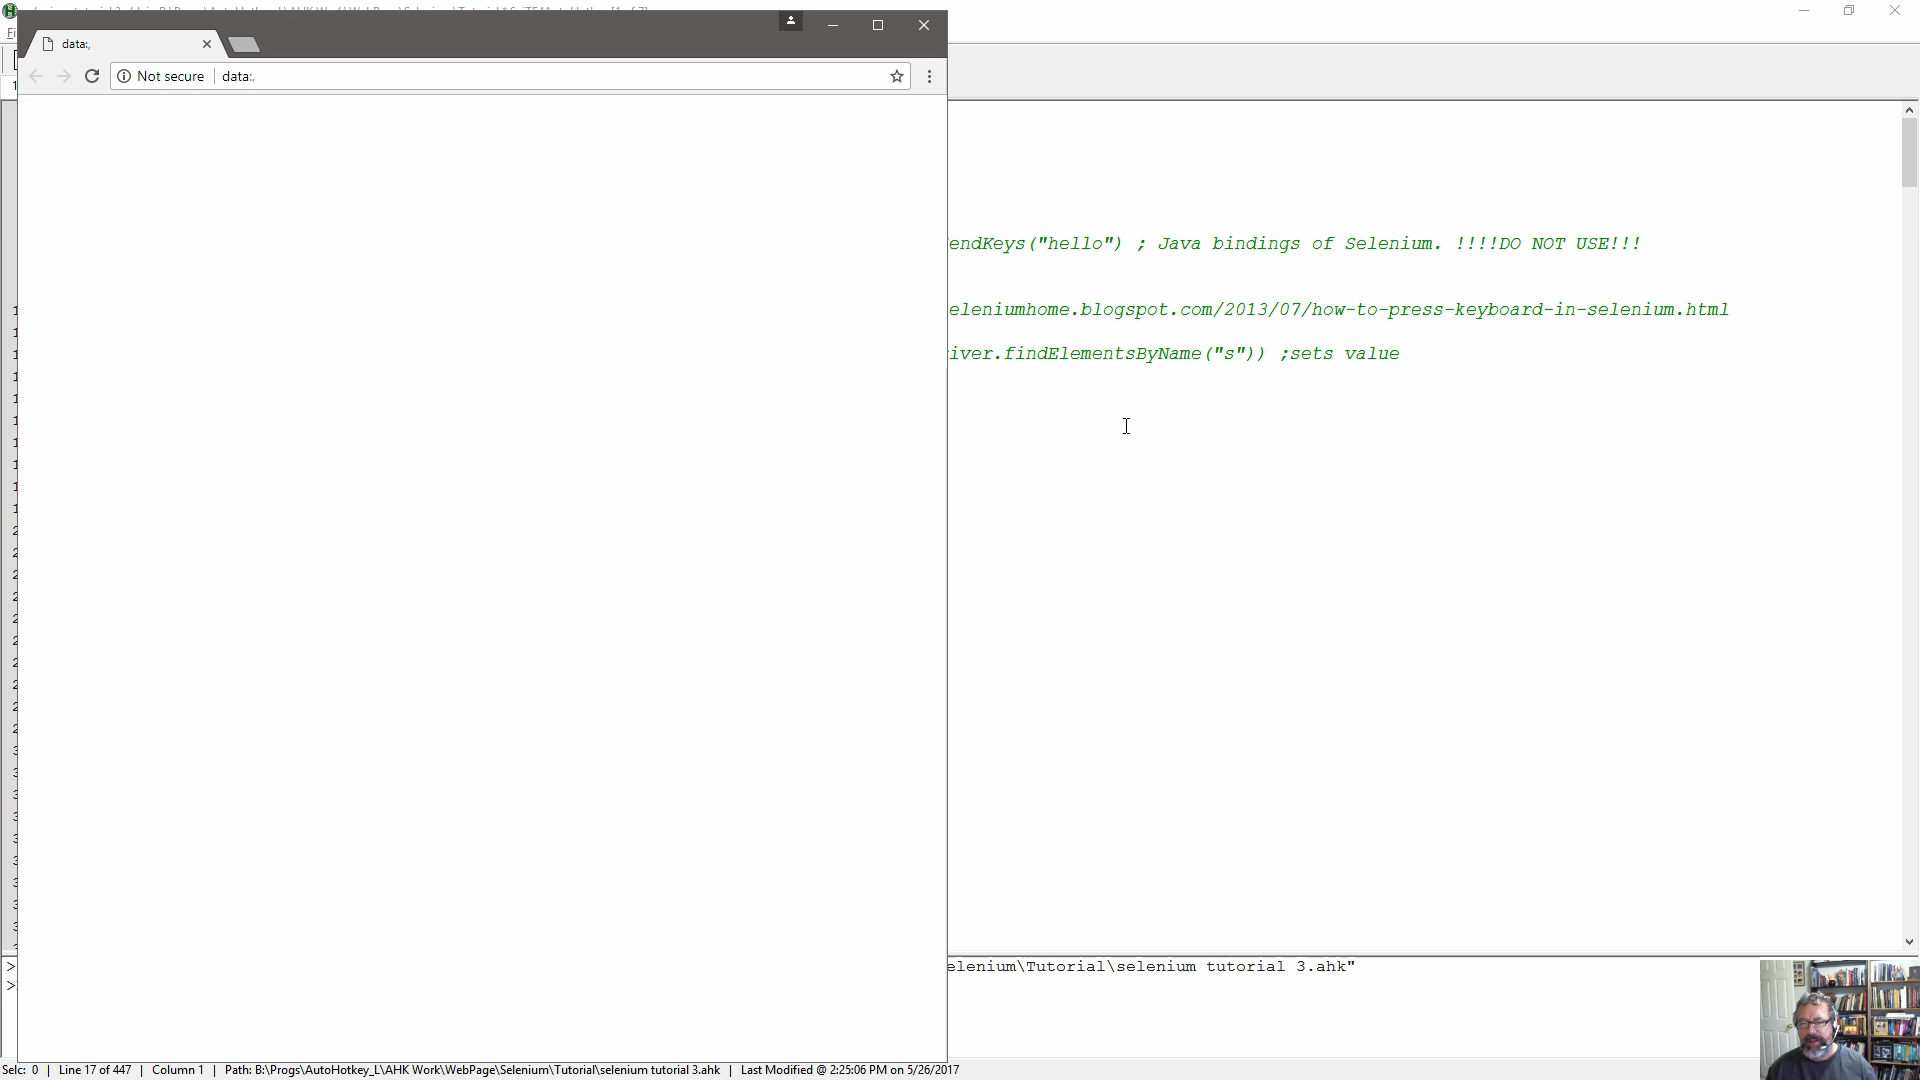 data:,
Not secure
data:,
endKeys("hello") ; Java bindings of Selenium. !!!!DO NOT USE!!!
eleniumhome.blogspot.com/2013/07/how-to-press-keyboard-in-selenium.html
iver.findElementsByName("s")) ;sets value
>
elenium\Tutorial\selenium tutorial 3.ahk"
>
Selc: 0 | Line 17 of 447 | Column 1 | Path: B:\Progs\AutoHotkey_L\AHK Work\WebPage\Selenium\Tutorial\selenium tutorial 3.ahk | Last Modified @ 2:25:06 PM on 5/26/2017